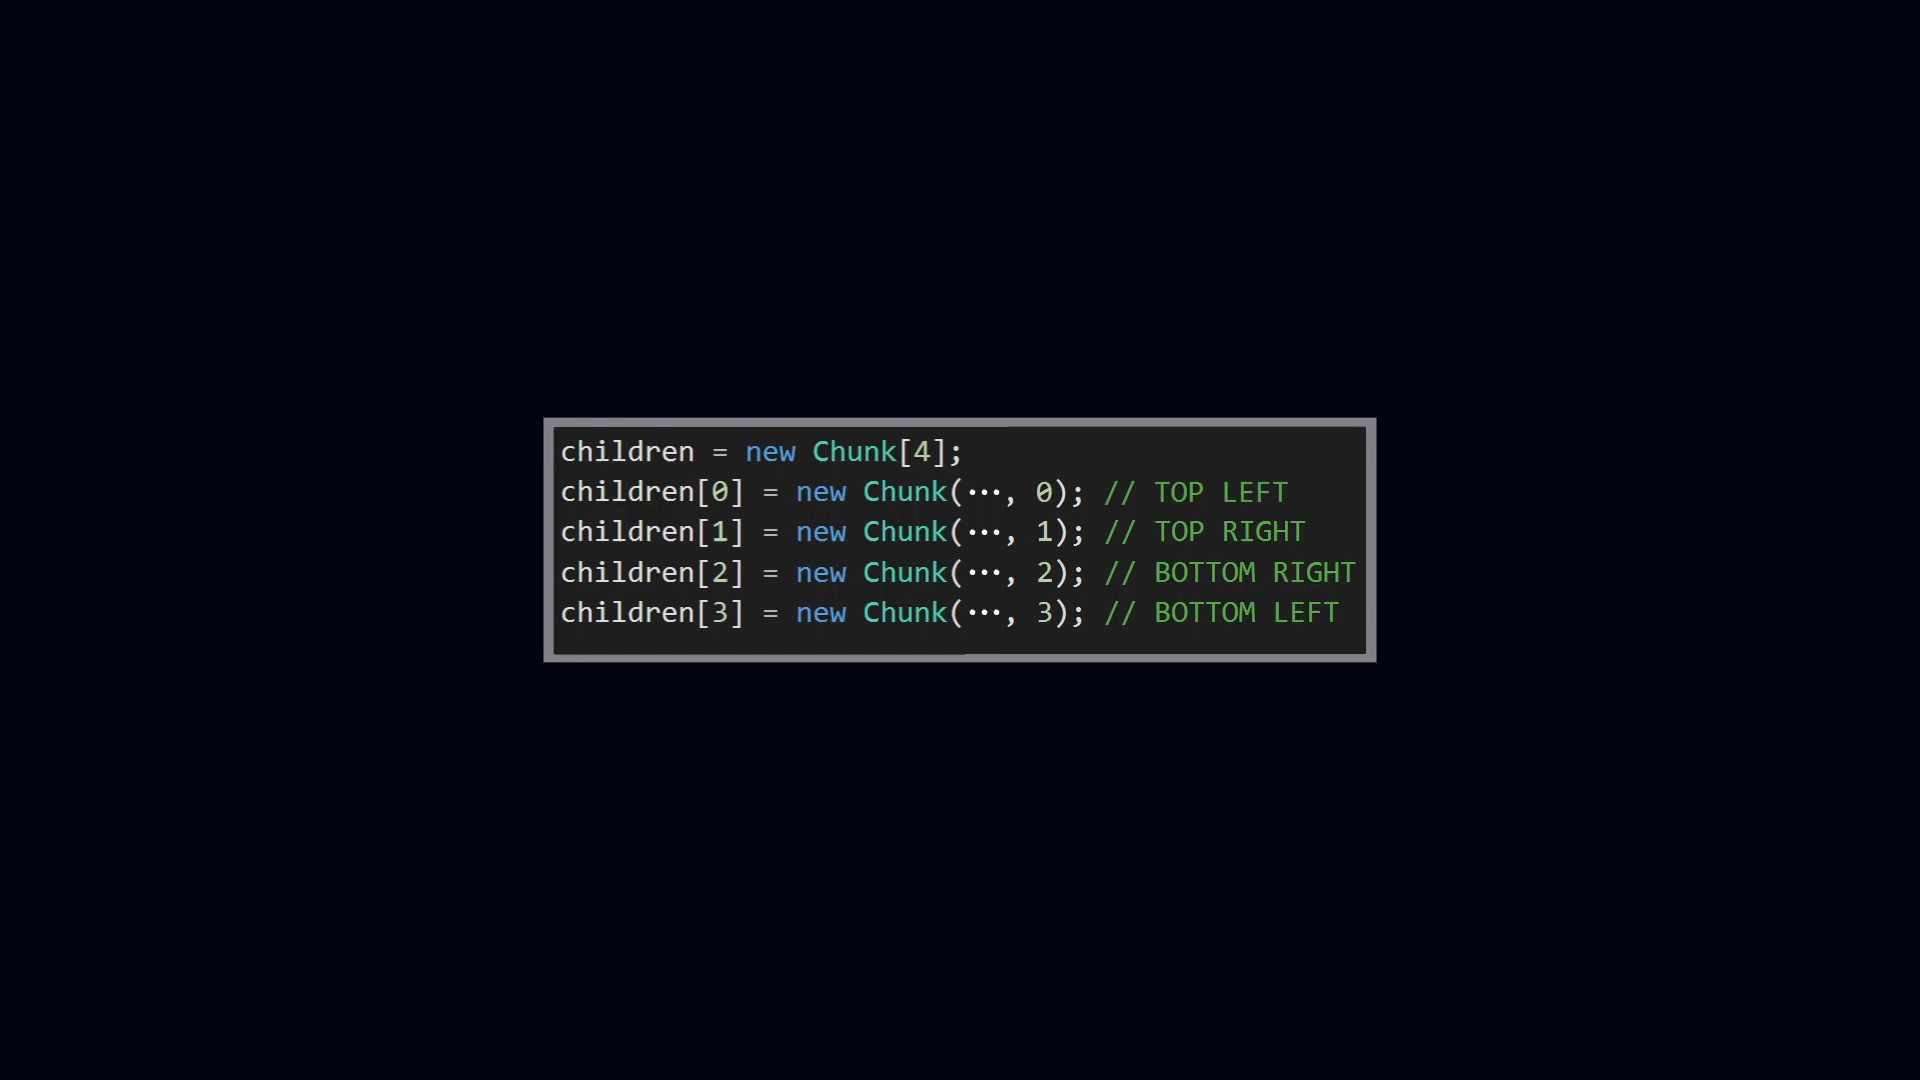 children = new Chunk[4];
children[0] = new Chunk(···, 0); // TOP LEFT
children[1] = new Chunk(···, 1); // TOP RIGHT
children[2] = new Chunk(···, 2); // BOTTOM RIGHT
children[3] = new Chunk(···, 3); // BOTTOM LEFT